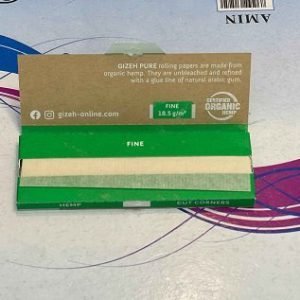 AMIN
GIZEH PURE rolling papers are made from
organic hemp. They are unbleached and refined
with a glue line of natural arabic gum.
gizeh-online.com
FINE
18,5 g/m²
CERTIFIED
ORGANIC
HEMP
FINE
HEMP
CUT CORNERS